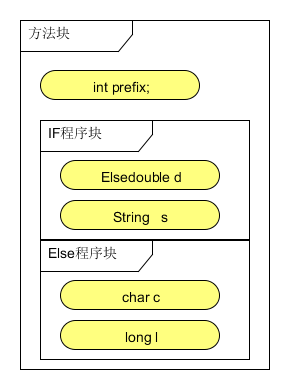 方法块
int prefix;
IF程序块
Elsedouble d
String   s
Else程序块
char c
long l